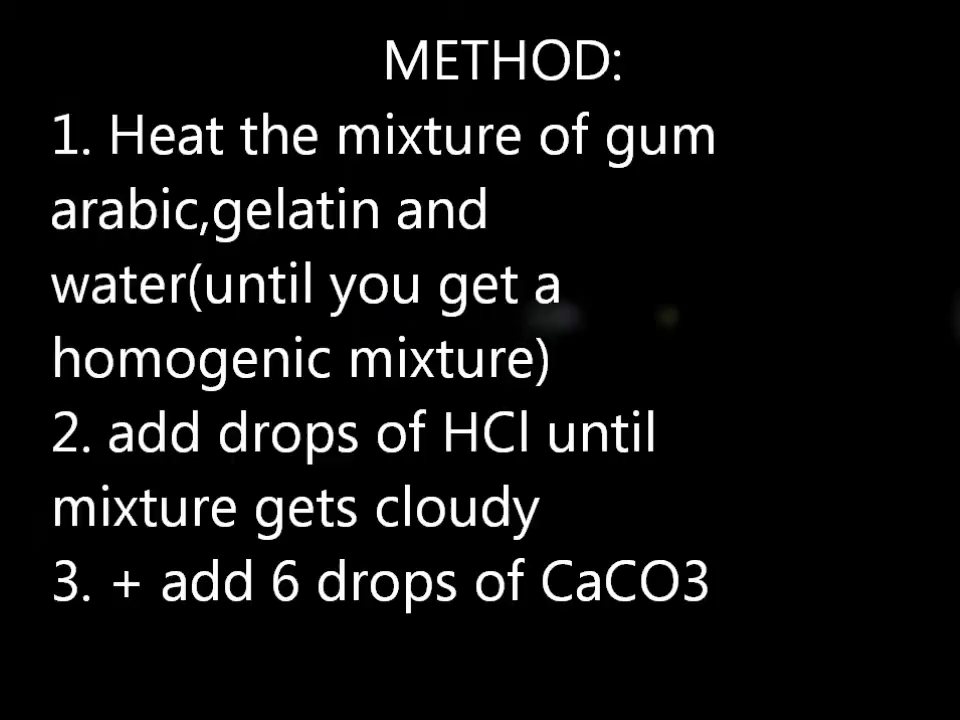 METHOD:
1. Heat the mixture of gum
arabic,gelatin and
water(until you get a
homogenic mixture)
2. add drops of HCl until
mixture gets cloudy
3. + add 6 drops of CaCO3